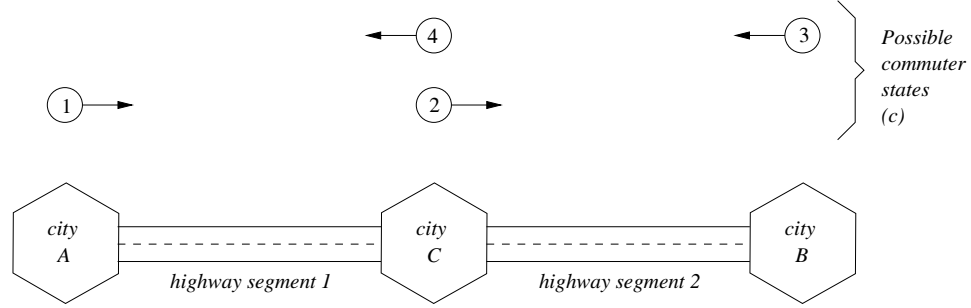 4
3
Possible
commuter
states
(c)
1
2
city
A
highway segment 1
city
C
highway segment 2
city
B